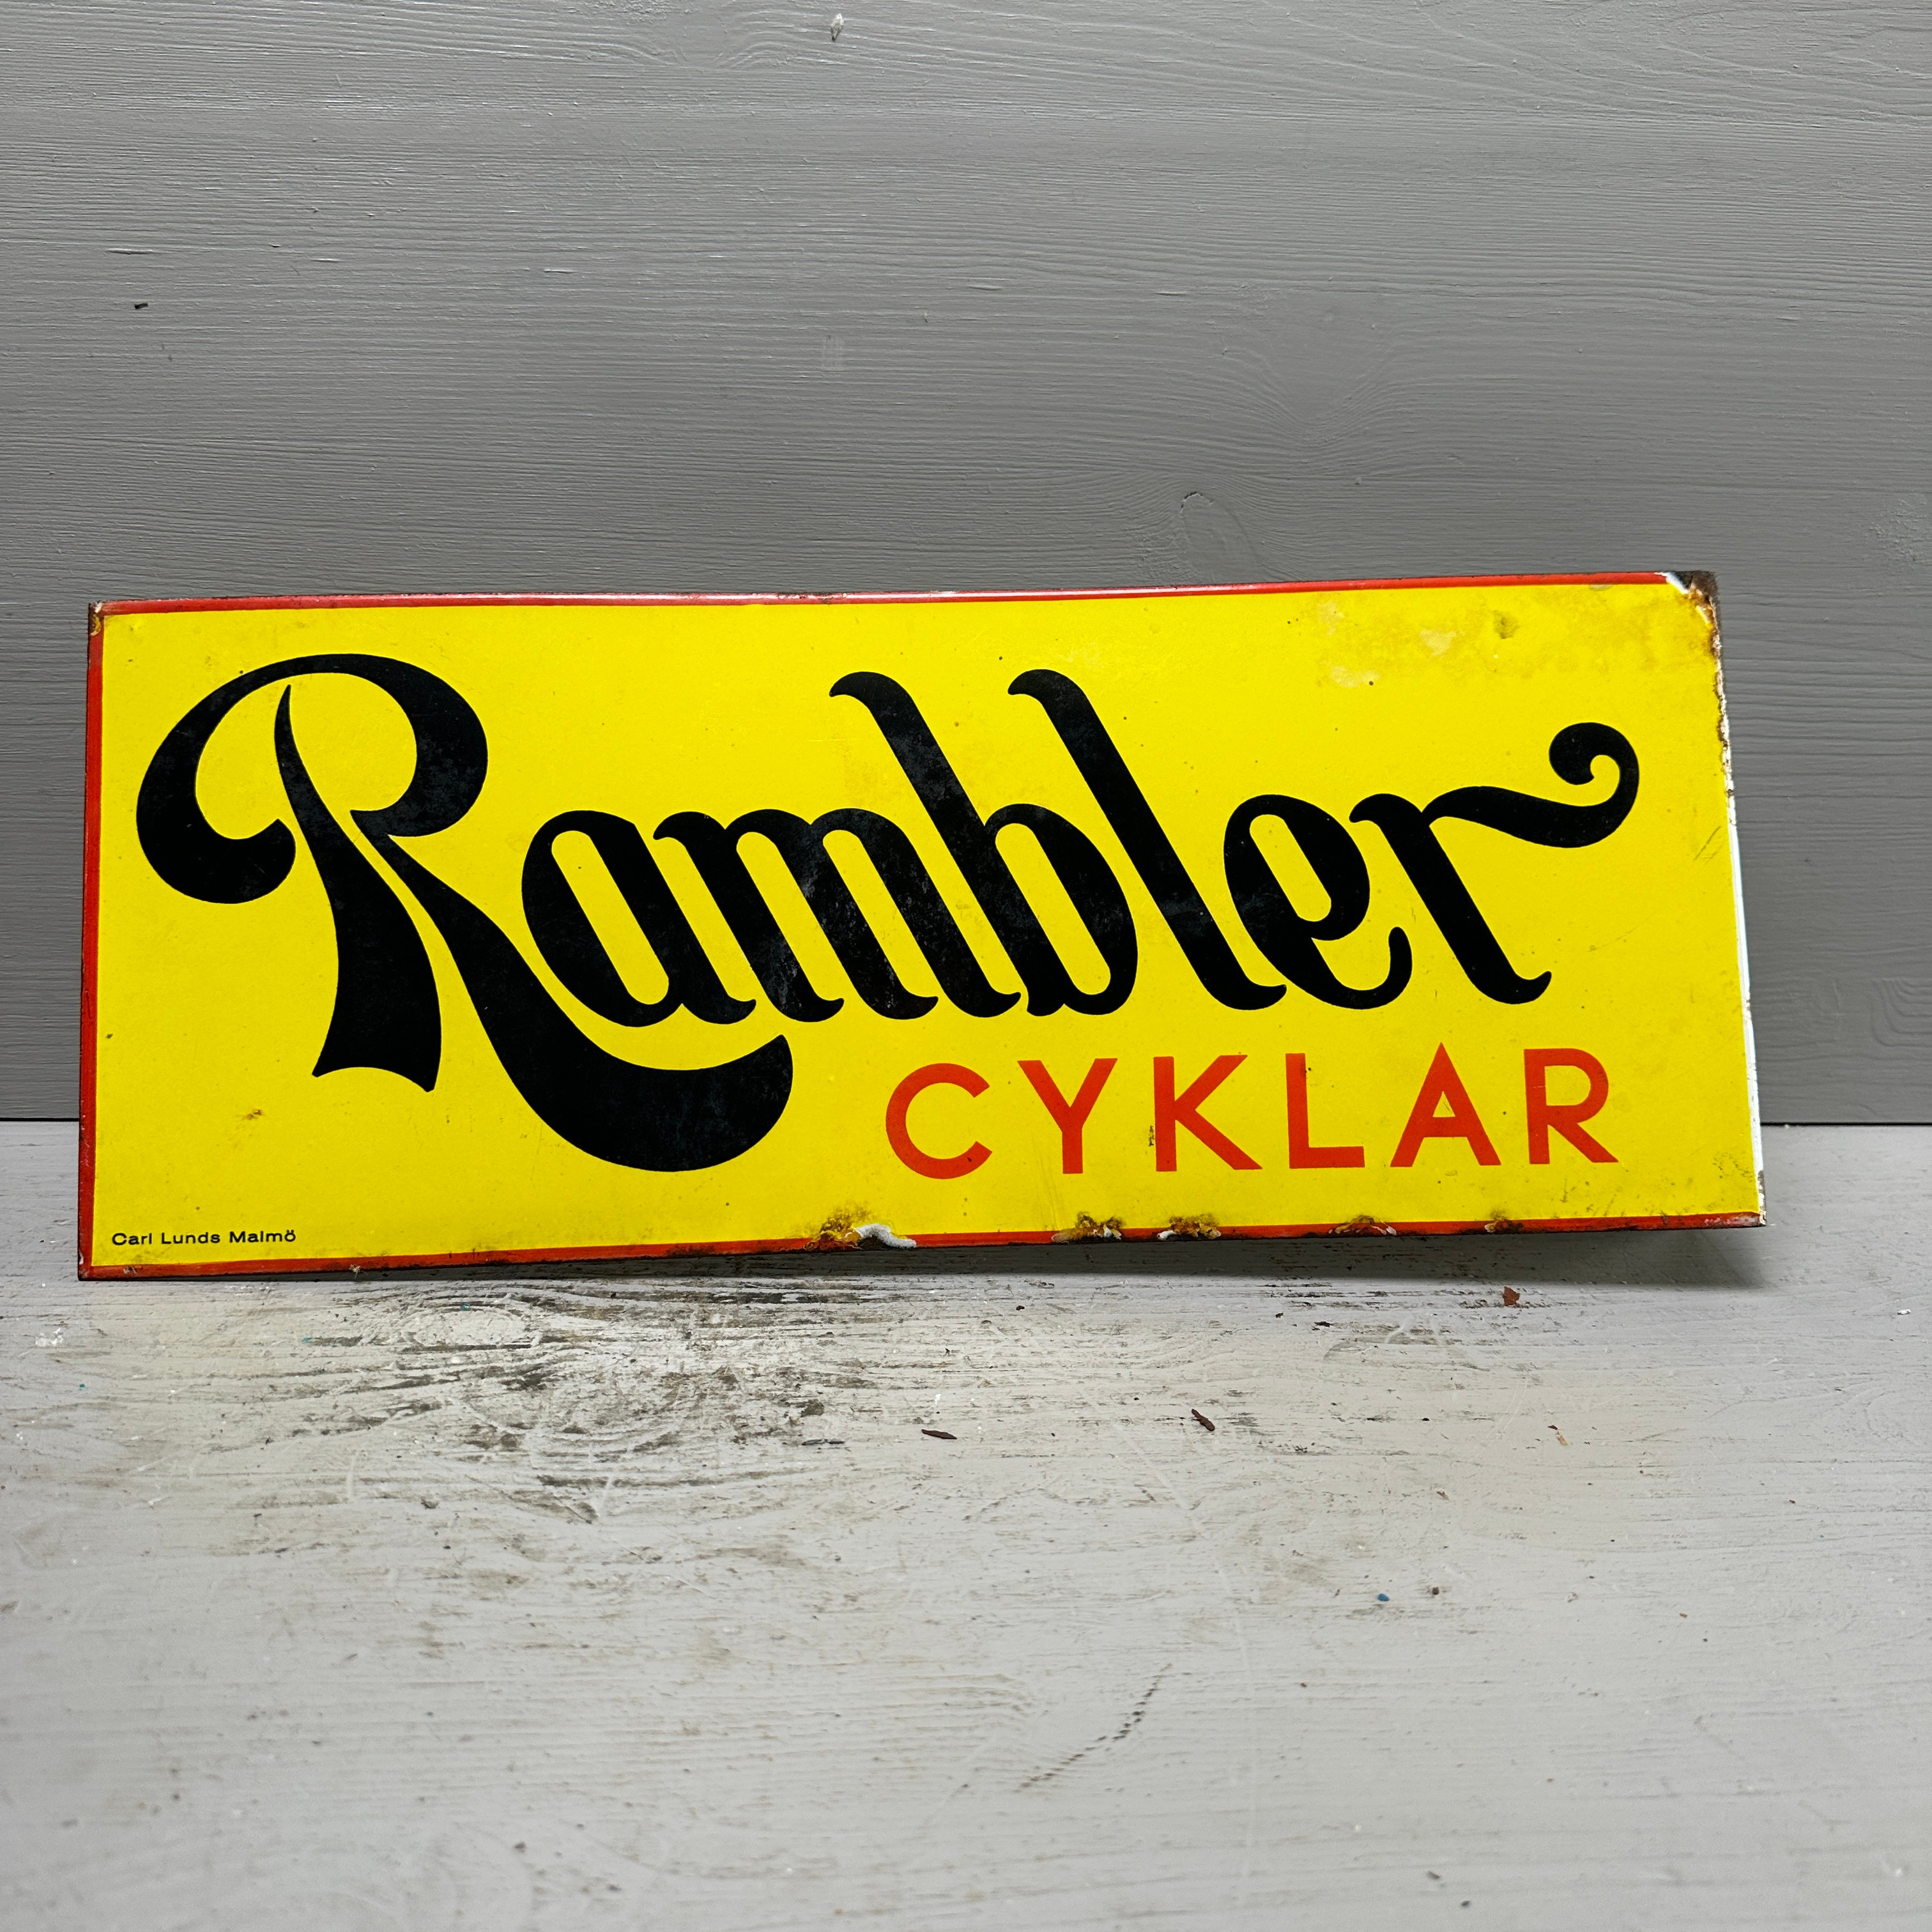 Rambler
CYKLAR
Carl Lunds Malmö